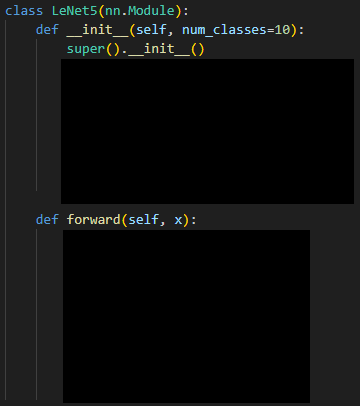 class LeNet5(nn.Module):
    def __init__(self, num_classes=10):
        super().__init__()
    def forward(self, x):